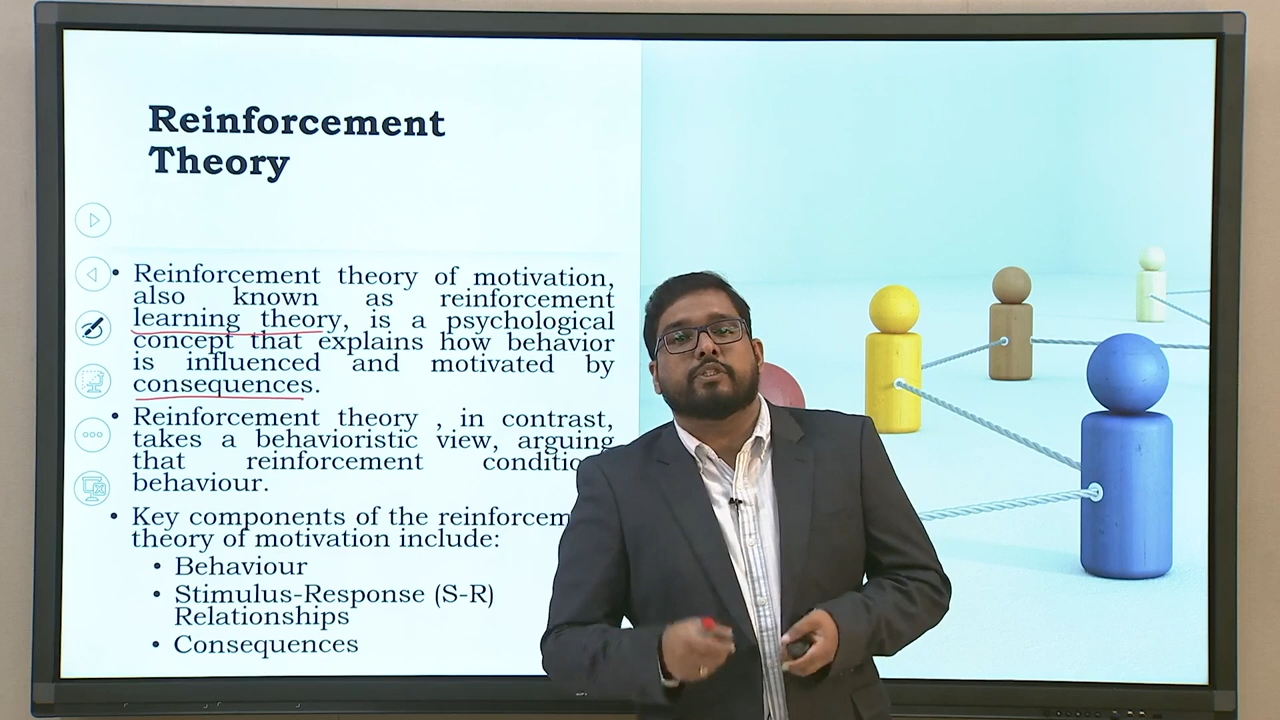 Reinforcement
Theory
• Reinforcement theory of motivation,
also known as reinforcement
learning theory, is a psychological
concept that explains how behavior
is influenced and motivated by
consequences.
• Reinforcement theory , in contrast,
takes a behavioristic view, arguing
that reinforcement
behaviour.
• Key components of the
theory of motivation include:
• Behaviour
• Stimulus-Response (S-R)
Relationships
• Consequences